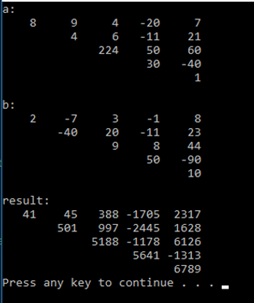 a:
8 9 4 -20 7
4 6 -11 21
224 50 60
30 -40
1
b:
2 -7 3 -1 8
-40 20 -11 23
9 8 44
50 -90
10
result:
41 45 388 -1705 2317
501 997 -2445 1628
5188 -1178 6126
5641 -1313
6789
Press any key to continue . . .